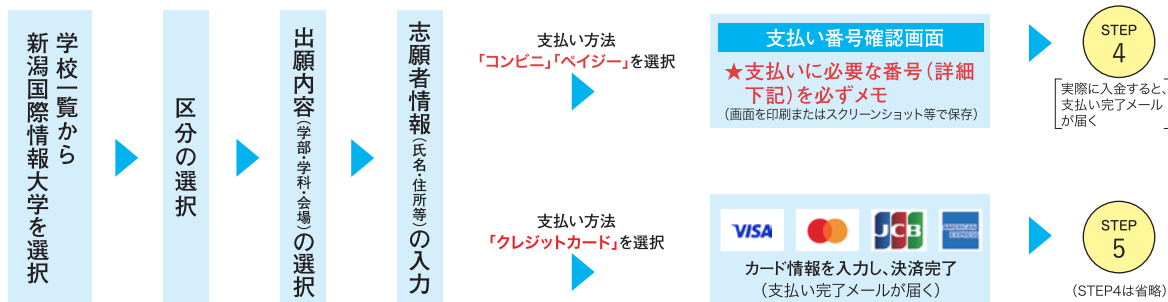 学校一覧から
新潟国際情報大学を選択
区分の選択
出願内容(学部・学科・会場)の選択
志願者情報(氏名・住所等)の入力
支払い方法
「コンビニ」「ペイジー」を選択
支払い番号確認画面
★支払いに必要な番号(詳細
下記)を必ずメモ
(画面を印刷またはスクリーンショット等で保存)
STEP
4
実際に入金すると、
支払い完了メール
が届く
支払い方法
「クレジットカード」を選択
VISA
JCB
AMERICAN
EXPRESS
カード情報を入力し、決済完了
(支払い完了メールが届く)
STEP
5
(STEP4は省略)